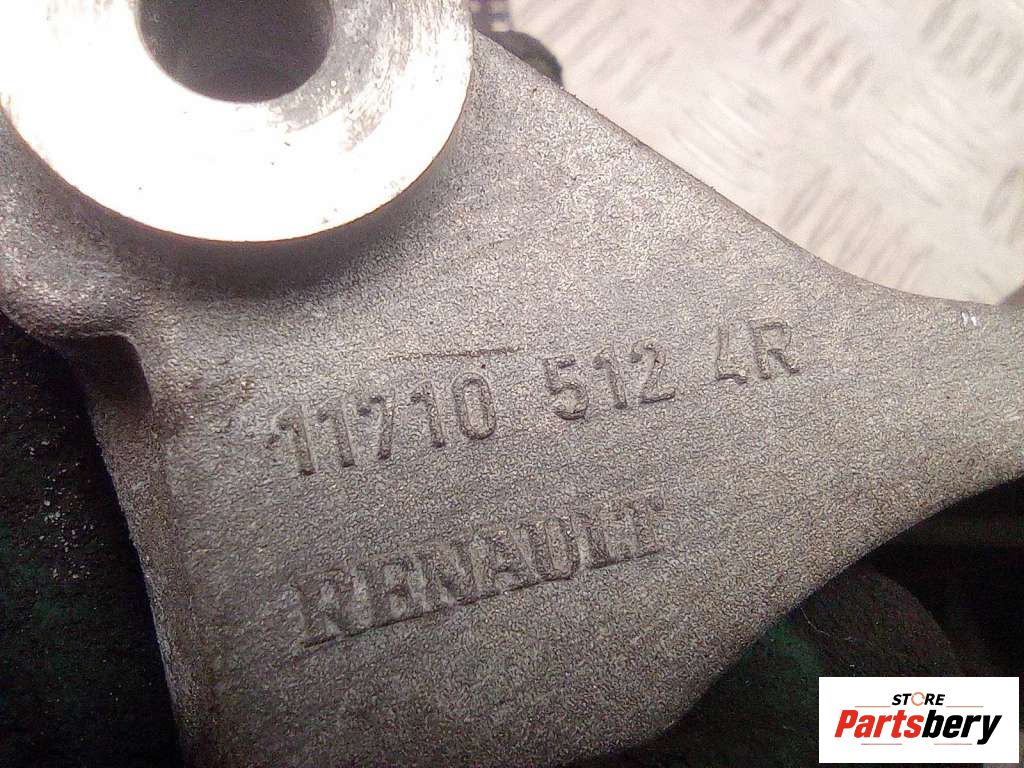 11710 512 4R
RENAULT
STORE
Partsbery